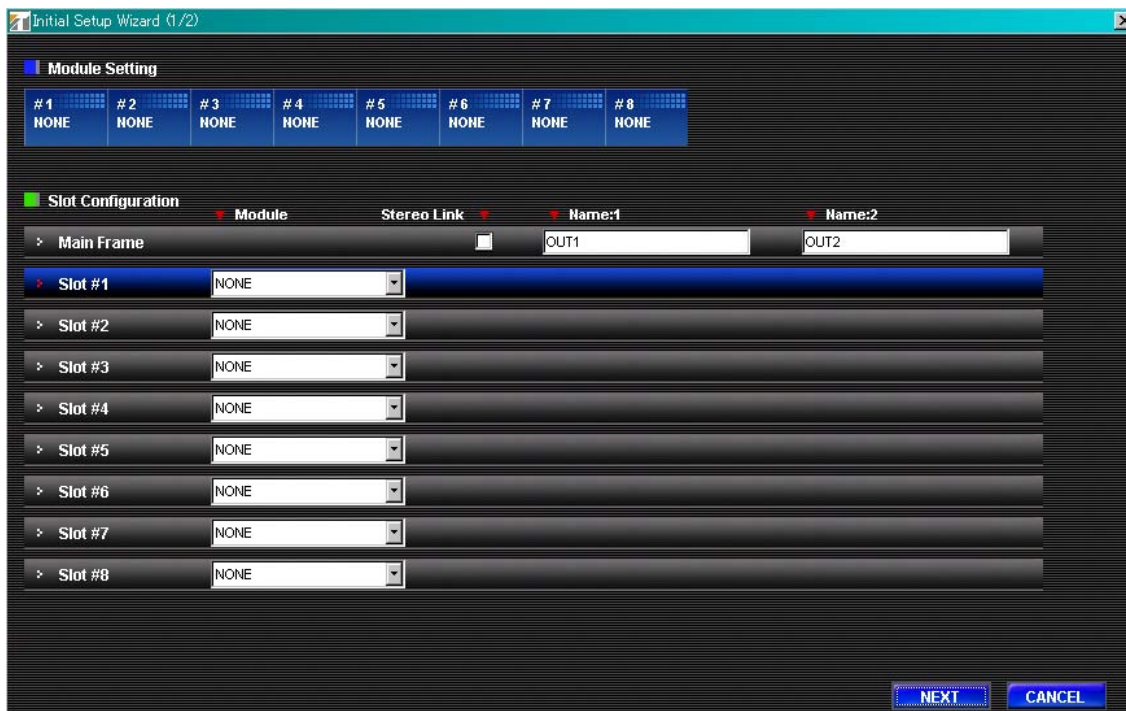 Initial Setup Wizard (1/2)
Module Setting
#1 #2 #3 #4 #5 #6 #7 #8
NONE NONE NONE NONE NONE NONE NONE NONE
Slot Configuration
Module Stereo Link Name:1 Name:2
Main Frame OUT1 OUT2
Slot #1 NONE
Slot #2 NONE
Slot #3 NONE
Slot #4 NONE
Slot #5 NONE
Slot #6 NONE
Slot #7 NONE
Slot #8 NONE
NEXT CANCEL